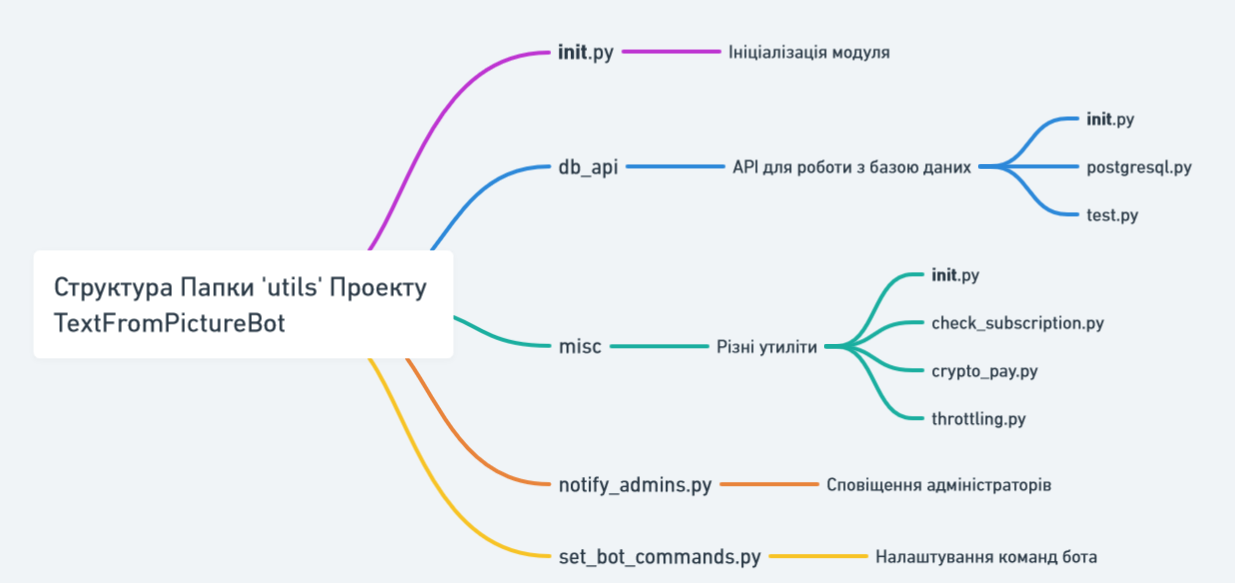 init.py
Ініціалізація модуля
db_api
API для роботи з базою даних
init.py
postgresql.py
test.py
Структура Папки 'utils' Проекту
TextFromPictureBot
misc
Різні утиліти
init.py
check_subscription.py
crypto_pay.py
throttling.py
notify_admins.py
Сповіщення адміністраторів
set_bot_commands.py
Налаштування команд бота